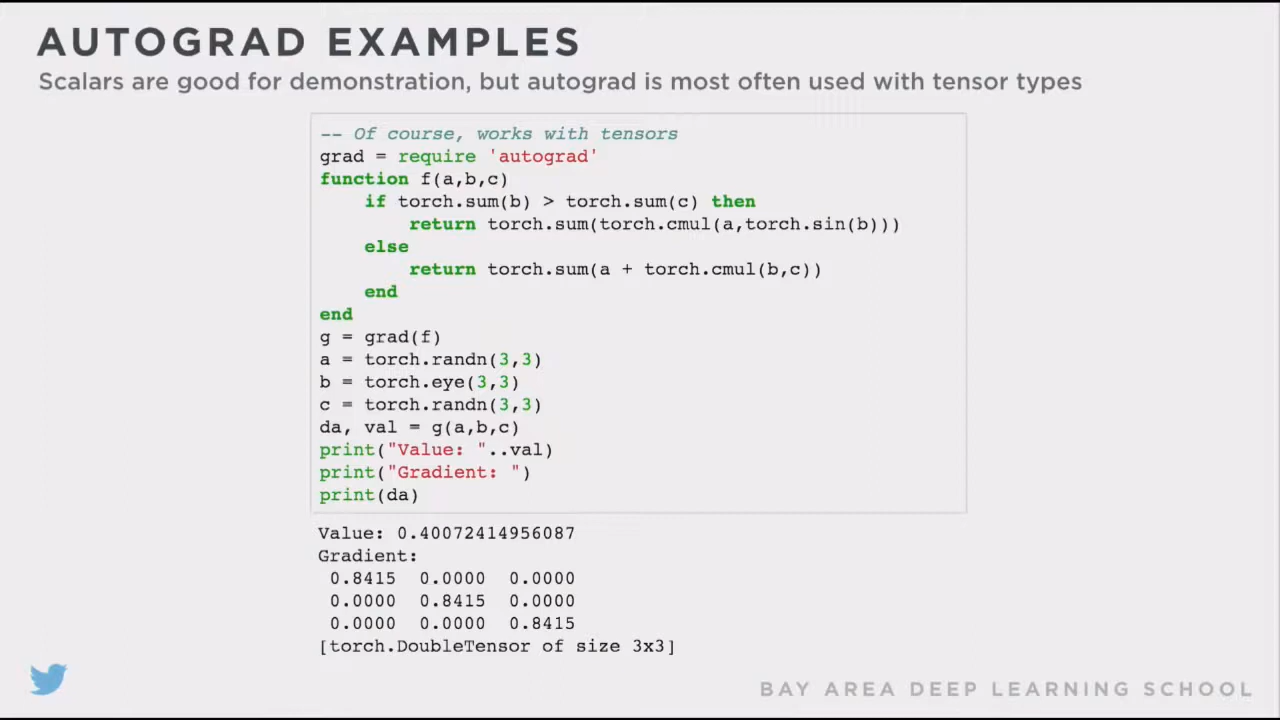 AUTOGRAD EXAMPLES
Scalars are good for demonstration, but autograd is most often used with tensor types
-- Of course, works with tensors
grad = require 'autograd'
function f(a,b,c)
    if torch.sum(b) > torch.sum(c) then
        return torch.sum(torch.cmul(a,torch.sin(b)))
    else
        return torch.sum(a + torch.cmul(b,c))
    end
end
g = grad(f)
a = torch.randn(3,3)
b = torch.eye(3,3)
c = torch.randn(3,3)
da, val = g(a,b,c)
print("Value: "..val)
print("Gradient: ")
print(da)
Value: 0.40072414956087
Gradient:
 0.8415  0.0000  0.0000
 0.0000  0.8415  0.0000
 0.0000  0.0000  0.8415
[torch.DoubleTensor of size 3x3]
BAY AREA DEEP LEARNING SCHOOL